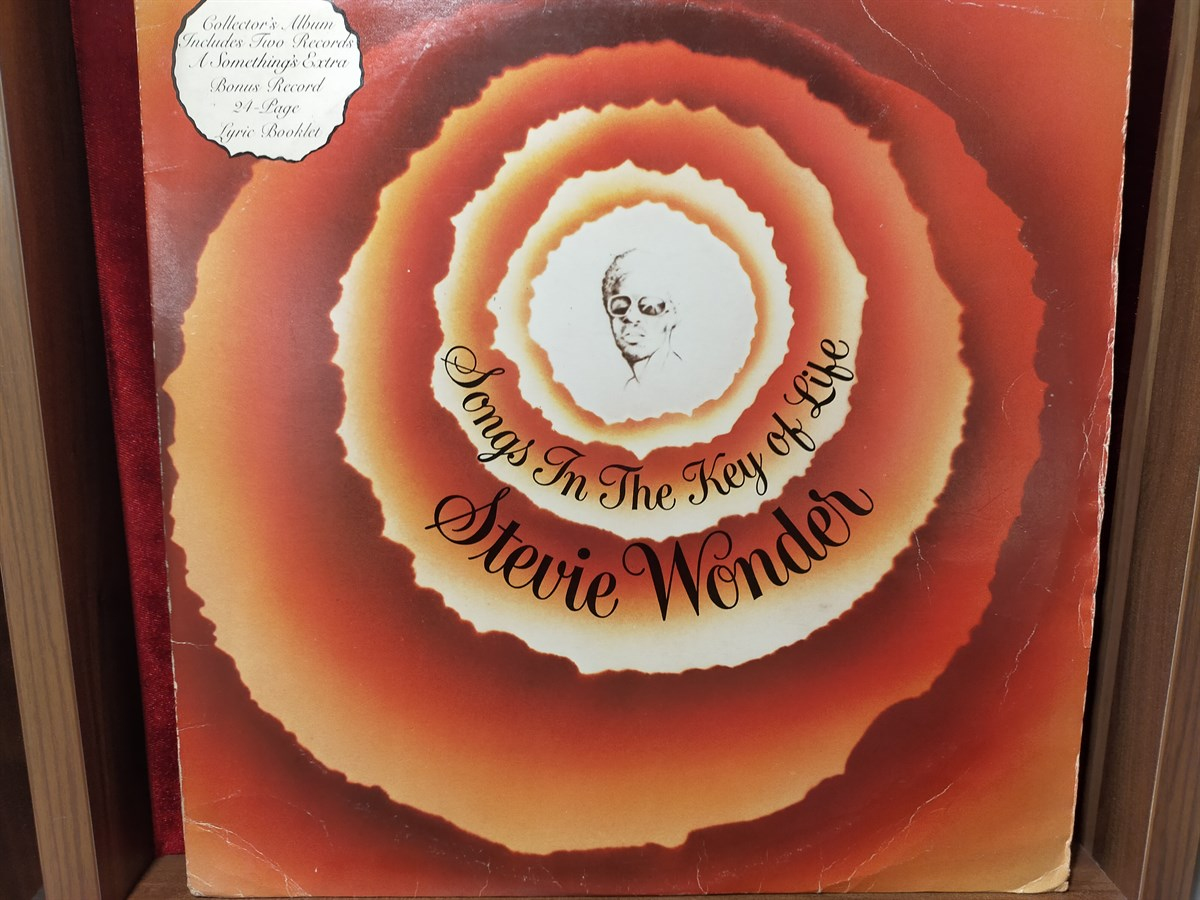 Collector's Album
Includes Two Records
A Something's Extra
Bonus Record
24-Page
Lyric Booklet
Songs In The Key of Life
Stevie Wonder